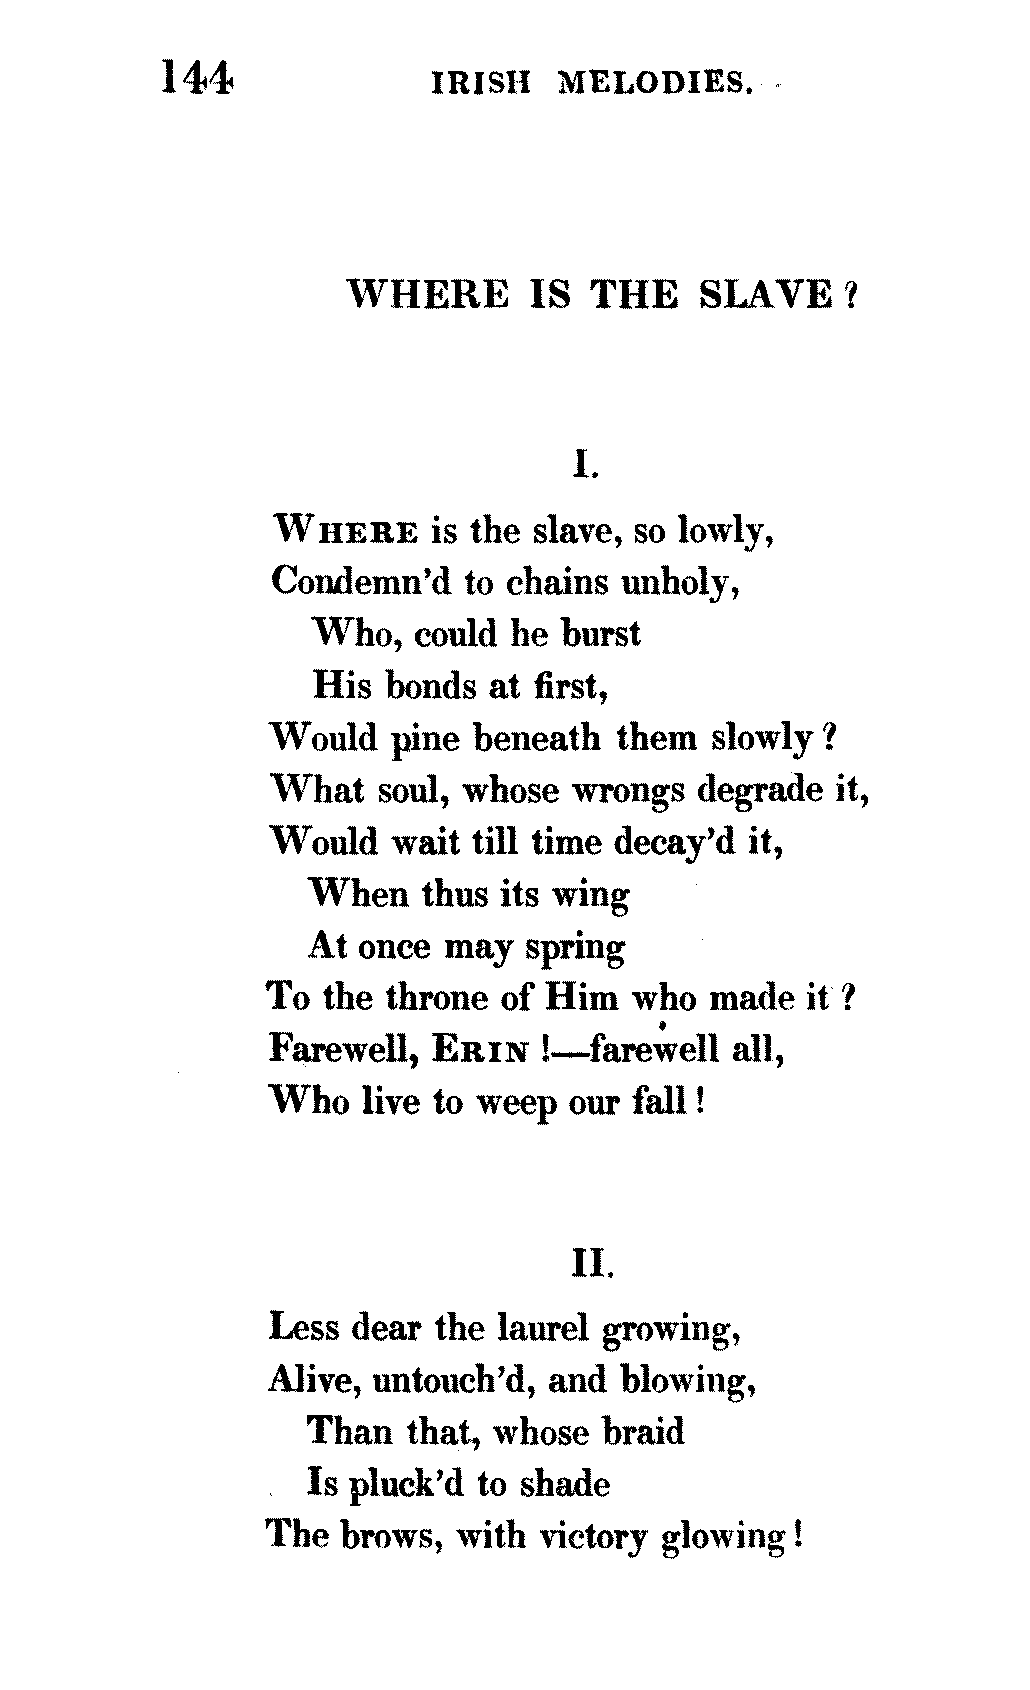 144 IRISH MELODIES.
WHERE IS THE SLAVE?
I.
WHERE is the slave, so lowly,
Condemn'd to chains unholy,
Who, could he burst
His bonds at first,
Would pine beneath them slowly?
What soul, whose wrongs degrade it,
Would wait till time decay'd it,
When thus its wing
At once may spring
To the throne of Him who made it?
Farewell, ERIN!—farewell all,
Who live to weep our fall!
II.
Less dear the laurel growing,
Alive, untouch'd, and blowing,
Than that, whose braid
Is pluck'd to shade
The brows, with victory glowing!